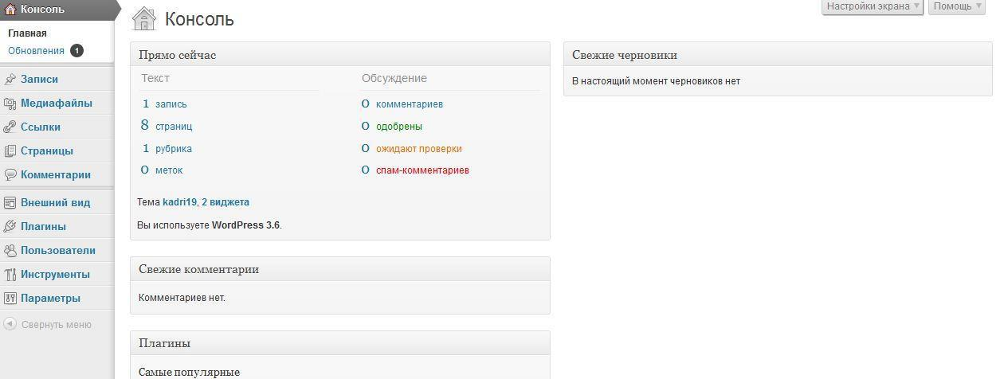 Консоль
Главная
Обновления 1
Записи
Медиафайлы
Ссылки
Страницы
Комментарии
Внешний вид
Плагины
Пользователи
Инструменты
Параметры
Свернуть меню
Настройки экрана
Помощь
Консоль
Прямо сейчас
Текст
1 запись
8 страниц
1 рубрика
0 меток
Обсуждение
0 комментариев
0 одобрены
0 ожидают проверки
0 спам-комментариев
Тема kadri19, 2 виджета
Вы используете WordPress 3.6.
Свежие комментарии
Комментариев нет.
Плагины
Самые популярные
Свежие черновики
В настоящий момент черновиков нет